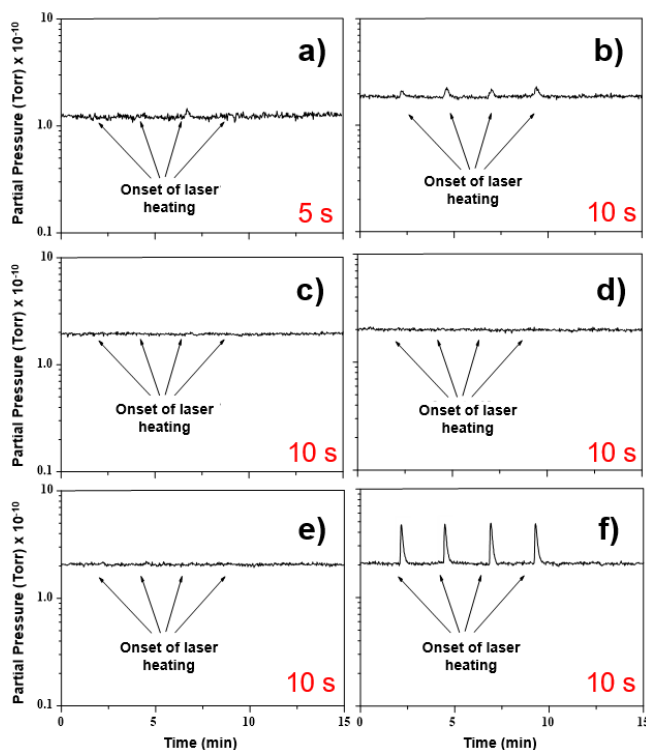 a)
10
1.0
0.1
Partial Pressure (Torr) x 10⁻¹⁰
Onset of laser
heating
5 s
b)
Onset of laser
heating
10 s
c)
10
1.0
0.1
Partial Pressure (Torr) x 10⁻¹⁰
Onset of laser
heating
10 s
d)
Onset of laser
heating
10 s
e)
10
1.0
0.1
Partial Pressure (Torr) x 10⁻¹⁰
Onset of laser
heating
10 s
0 5 10 15
Time (min)
f)
Onset of laser
heating
10 s
0 5 10 15
Time (min)